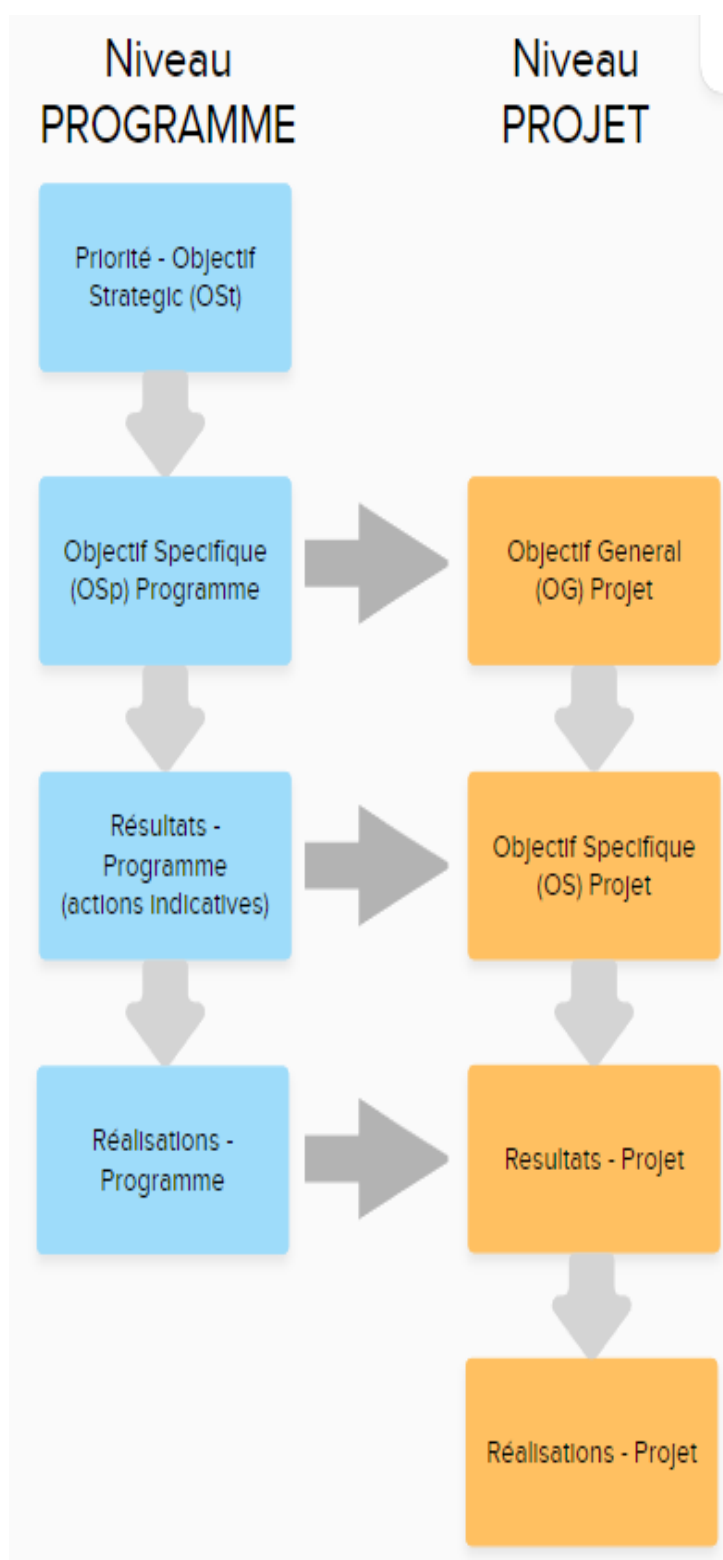 Niveau
PROGRAMME
Niveau
PROJET
Priorité - Objectif
Strategic (OSt)
Objectif Specifique
(OSp) Programme
Objectif General
(OG) Projet
Résultats -
Programme
(actions indicatives)
Objectif Specifique
(OS) Projet
Réalisations -
Programme
Resultats - Projet
Réalisations - Projet